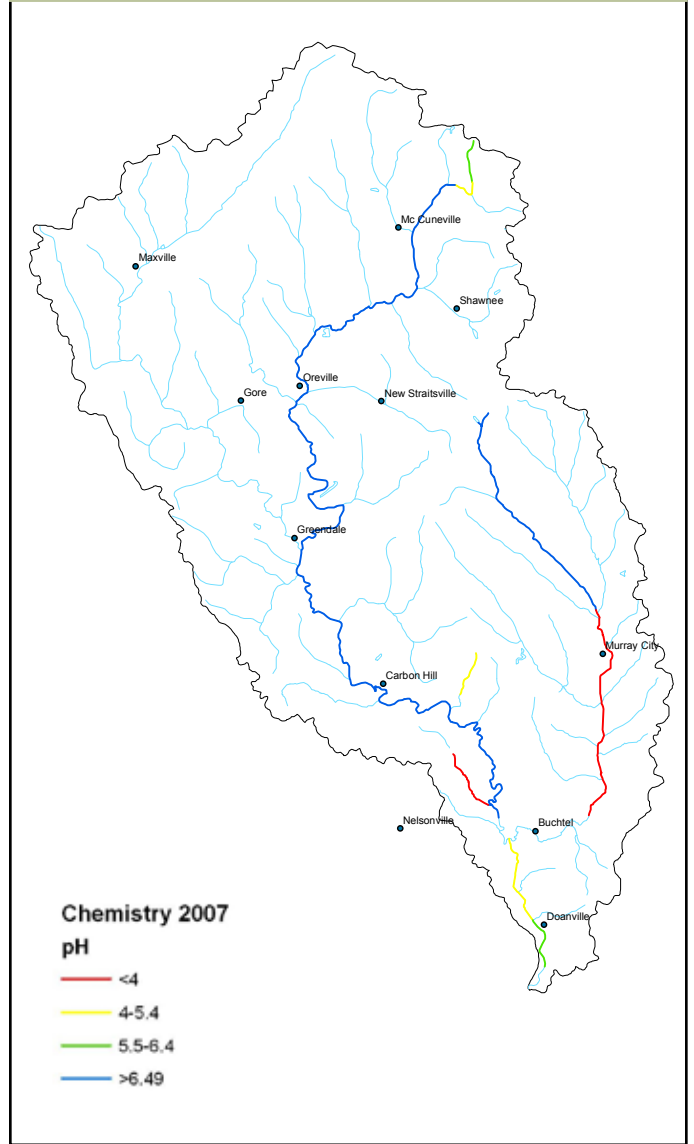 Mc Cuneville
Maxville
Shawnee
Oreville
Gore
New Straitsville
Greendale
Murray City
Carbon Hill
Nelsonville
Buchtel
Doanville
Chemistry 2007
pH
<4
4-5.4
5.5-6.4
>6.49